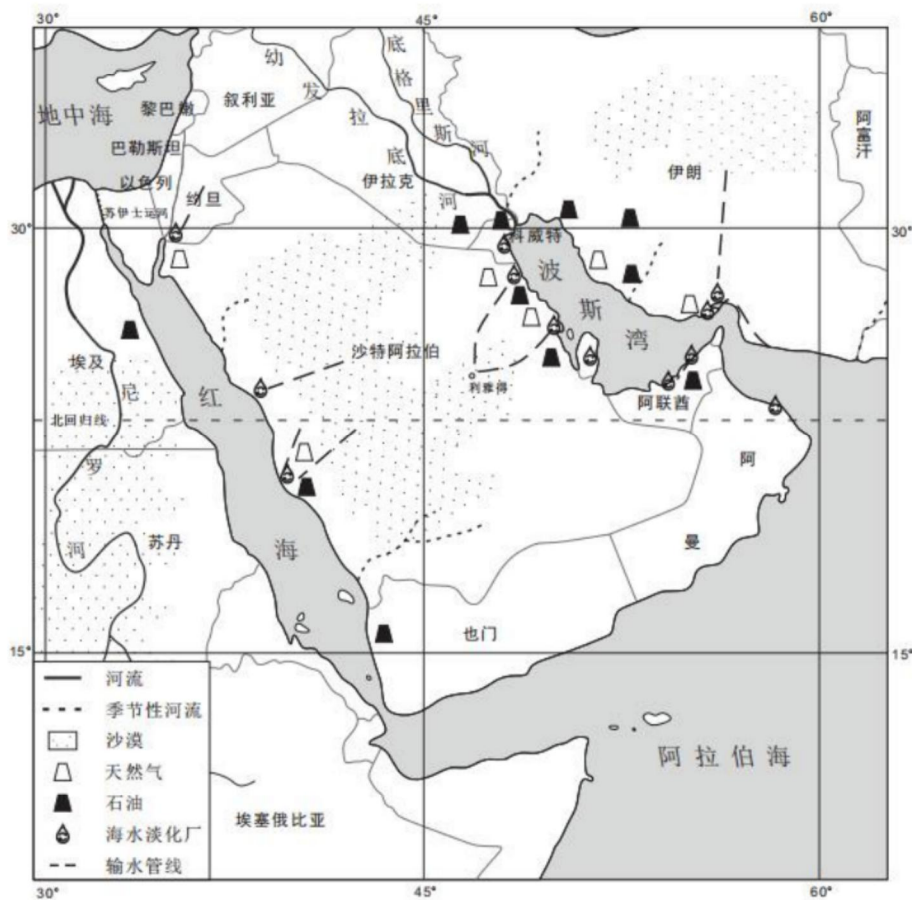 30°
45°
60°
地中海
黎巴嫩
叙利亚
幼
发
拉
底
河
底
格
里
斯
河
阿富汗
巴勒斯坦
以色列
约旦
伊拉克
伊朗
苏伊士运河
30°
30°
科威特
波
斯
湾
埃及
尼
罗
河
红
海
沙特阿拉伯
利雅得
阿联酋
北回归线
阿
曼
苏丹
也门
15°
15°
河流
季节性河流
沙漠
天然气
石油
海水淡化厂
输水管线
埃塞俄比亚
阿拉伯海
30°
45°
60°